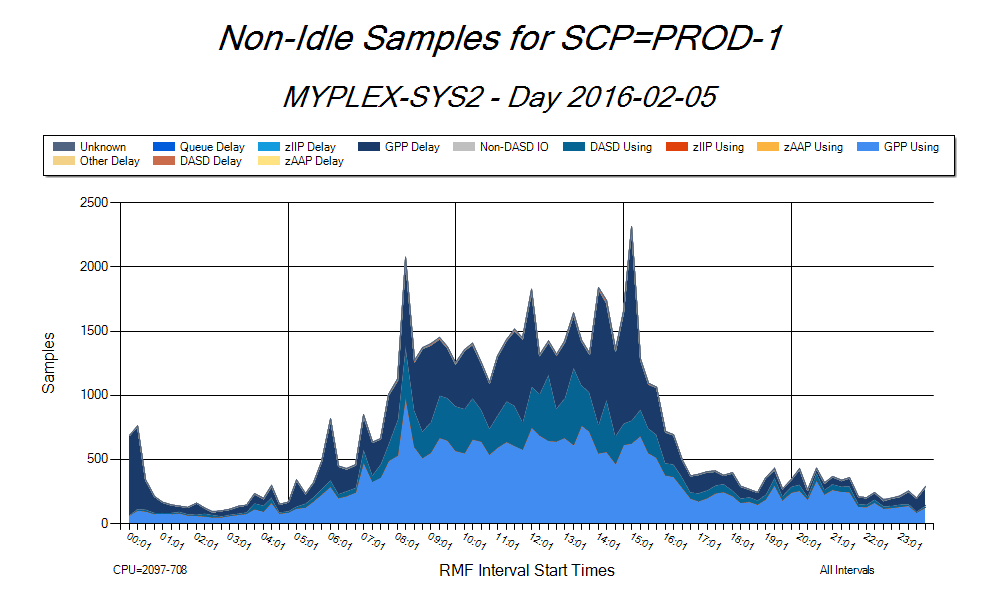 Non-Idle Samples for SCP=PROD-1
MYPLEX-SYS2 - Day 2016-02-05
Unknown Queue Delay zIIP Delay GPP Delay Non-DASD IO DASD Using zIIP Using zAAP Using GPP Using
Other Delay DASD Delay zAAP Delay
2500
2000
1500
1000
500
0
Samples
00:01 01:01 02:01 03:01 04:01 05:01 06:01 07:01 08:01 09:01 10:01 11:01 12:01 13:01 14:01 15:01 16:01 17:01 18:01 19:01 20:01 21:01 22:01 23:01
CPU=2097-708 RMF Interval Start Times All Intervals